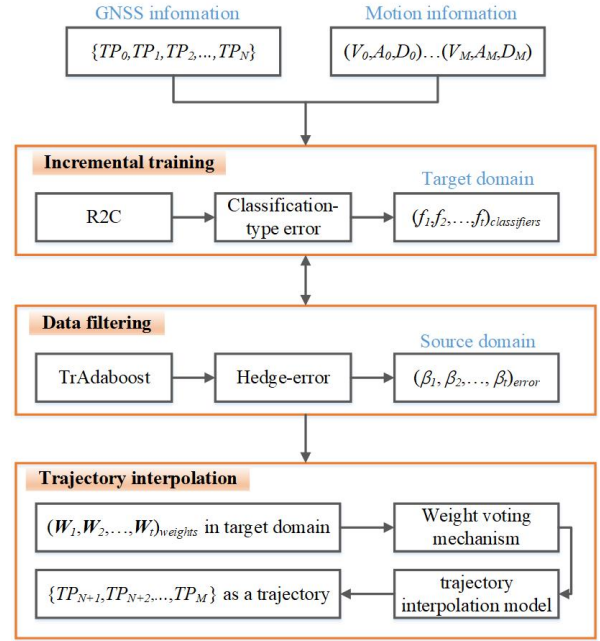 GNSS information
Motion information
{TP0,TP1,TP2,...,TPN}
(V0,A0,D0)…(VM,AM,DM)
Incremental training
Target domain
R2C
Classification-
type error
(f1,f2,…,ft)classifiers
Data filtering
Source domain
TrAdaboost
Hedge-error
(β1, β2,…, βt)error
Trajectory interpolation
(W1,W2,…,Wt)weights in target domain
Weight voting
mechanism
{TPN+1,TPN+2,...,TPM} as a trajectory
trajectory
interpolation model